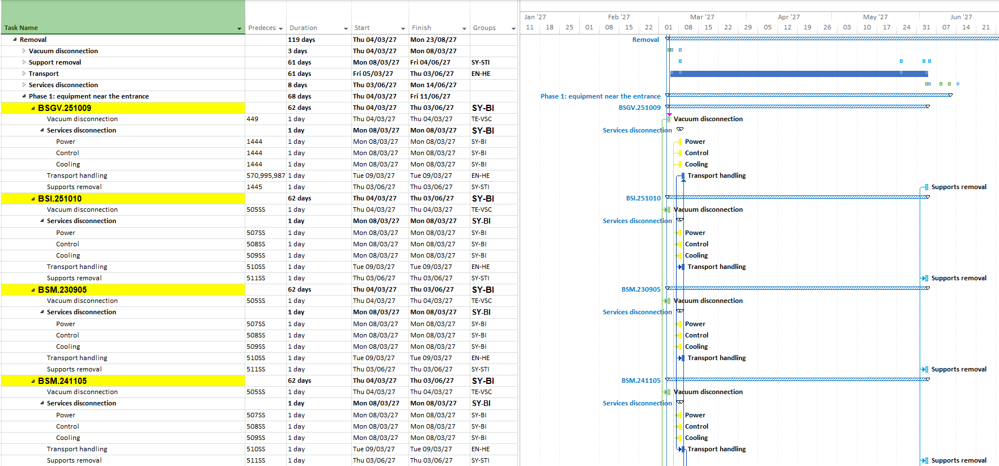 Jan '27 Feb '27 Mar '27 Apr '27 May '27 Jun '27
Task Name Predeces Duration Start Finish Groups 11 18 25 01 08 15 22 01 08 15 22 29 05 12 19 26 03 10 17 24 31 07 14 21
Removal 119 days Thu 04/03/27 Mon 23/08/27 Removal
Vacuum disconnection 3 days Thu 04/03/27 Mon 08/03/27
Support removal 61 days Mon 08/03/27 Fri 04/06/27 SY-STI
Transport 61 days Fri 05/03/27 Thu 03/06/27 EN-HE
Services disconnection 8 days Thu 03/06/27 Mon 14/06/27
Phase 1: equipment near the entrance 68 days Thu 04/03/27 Fri 11/06/27 Phase 1: equipment near the entrance
BSGV.251009 62 days Thu 04/03/27 Thu 03/06/27 SY-BI BSGV.251009
Vacuum disconnection 449 1 day Thu 04/03/27 Thu 04/03/27 TE-VSC Vacuum disconnection
Services disconnection 1 day Mon 08/03/27 Mon 08/03/27 SY-BI Services disconnection
Power 1444 1 day Mon 08/03/27 Mon 08/03/27 SY-BI Power
Control 1444 1 day Mon 08/03/27 Mon 08/03/27 SY-BI Control
Cooling 1444 1 day Mon 08/03/27 Mon 08/03/27 SY-BI Cooling
Transport handling 570,995,987 1 day Tue 09/03/27 Tue 09/03/27 EN-HE Transport handling
Supports removal 1445 1 day Thu 03/06/27 Thu 03/06/27 SY-STI Supports removal
BSI.251010 62 days Thu 04/03/27 Thu 03/06/27 SY-BI BSI.251010
Vacuum disconnection 505SS 1 day Thu 04/03/27 Thu 04/03/27 TE-VSC Vacuum disconnection
Services disconnection 1 day Mon 08/03/27 Mon 08/03/27 SY-BI Services disconnection
Power 507SS 1 day Mon 08/03/27 Mon 08/03/27 SY-BI Power
Control 508SS 1 day Mon 08/03/27 Mon 08/03/27 SY-BI Control
Cooling 509SS 1 day Mon 08/03/27 Mon 08/03/27 SY-BI Cooling
Transport handling 510SS 1 day Tue 09/03/27 Tue 09/03/27 EN-HE Transport handling
Supports removal 511SS 1 day Thu 03/06/27 Thu 03/06/27 SY-STI Supports removal
BSM.230905 62 days Thu 04/03/27 Thu 03/06/27 SY-BI BSM.230905
Vacuum disconnection 505SS 1 day Thu 04/03/27 Thu 04/03/27 TE-VSC Vacuum disconnection
Services disconnection 1 day Mon 08/03/27 Mon 08/03/27 SY-BI Services disconnection
Power 507SS 1 day Mon 08/03/27 Mon 08/03/27 SY-BI Power
Control 508SS 1 day Mon 08/03/27 Mon 08/03/27 SY-BI Control
Cooling 509SS 1 day Mon 08/03/27 Mon 08/03/27 SY-BI Cooling
Transport handling 510SS 1 day Tue 09/03/27 Tue 09/03/27 EN-HE Transport handling
Supports removal 511SS 1 day Thu 03/06/27 Thu 03/06/27 SY-STI Supports removal
BSM.241105 62 days Thu 04/03/27 Thu 03/06/27 SY-BI BSM.241105
Vacuum disconnection 505SS 1 day Thu 04/03/27 Thu 04/03/27 TE-VSC Vacuum disconnection
Services disconnection 1 day Mon 08/03/27 Mon 08/03/27 SY-BI Services disconnection
Power 507SS 1 day Mon 08/03/27 Mon 08/03/27 SY-BI Power
Control 508SS 1 day Mon 08/03/27 Mon 08/03/27 SY-BI Control
Cooling 509SS 1 day Mon 08/03/27 Mon 08/03/27 SY-BI Cooling
Transport handling 510SS 1 day Tue 09/03/27 Tue 09/03/27 EN-HE Transport handling
Supports removal 511SS 1 day Thu 03/06/27 Thu 03/06/27 SY-STI Supports removal